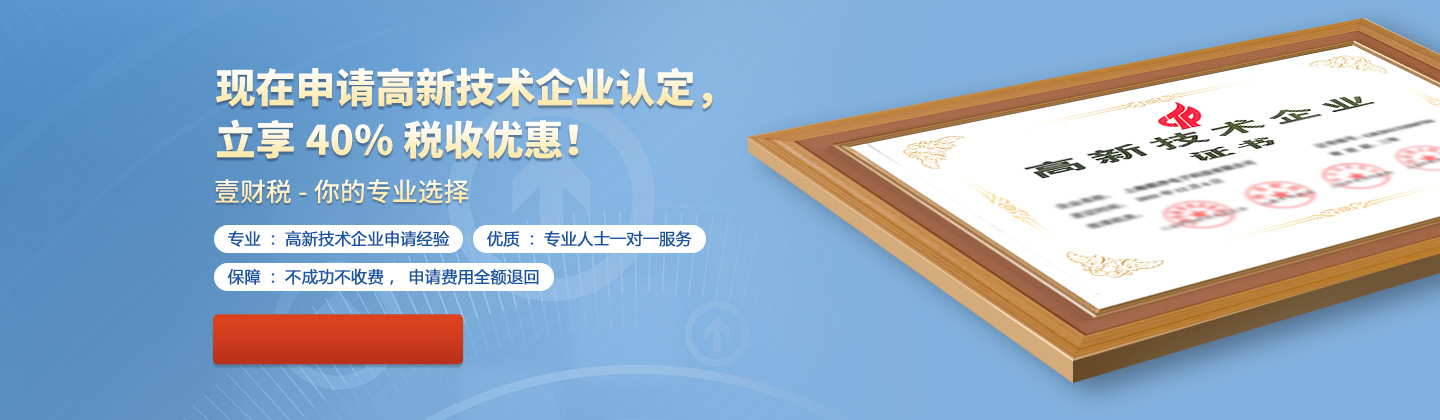 现在申请高新技术企业认定，
立享 40% 税收优惠！
壹财税 - 你的专业选择
专业 ：高新技术企业申请经验
优质 ：专业人士一对一服务
保障 ：不成功不收费， 申请费用全额退回
高新技术企业
证书